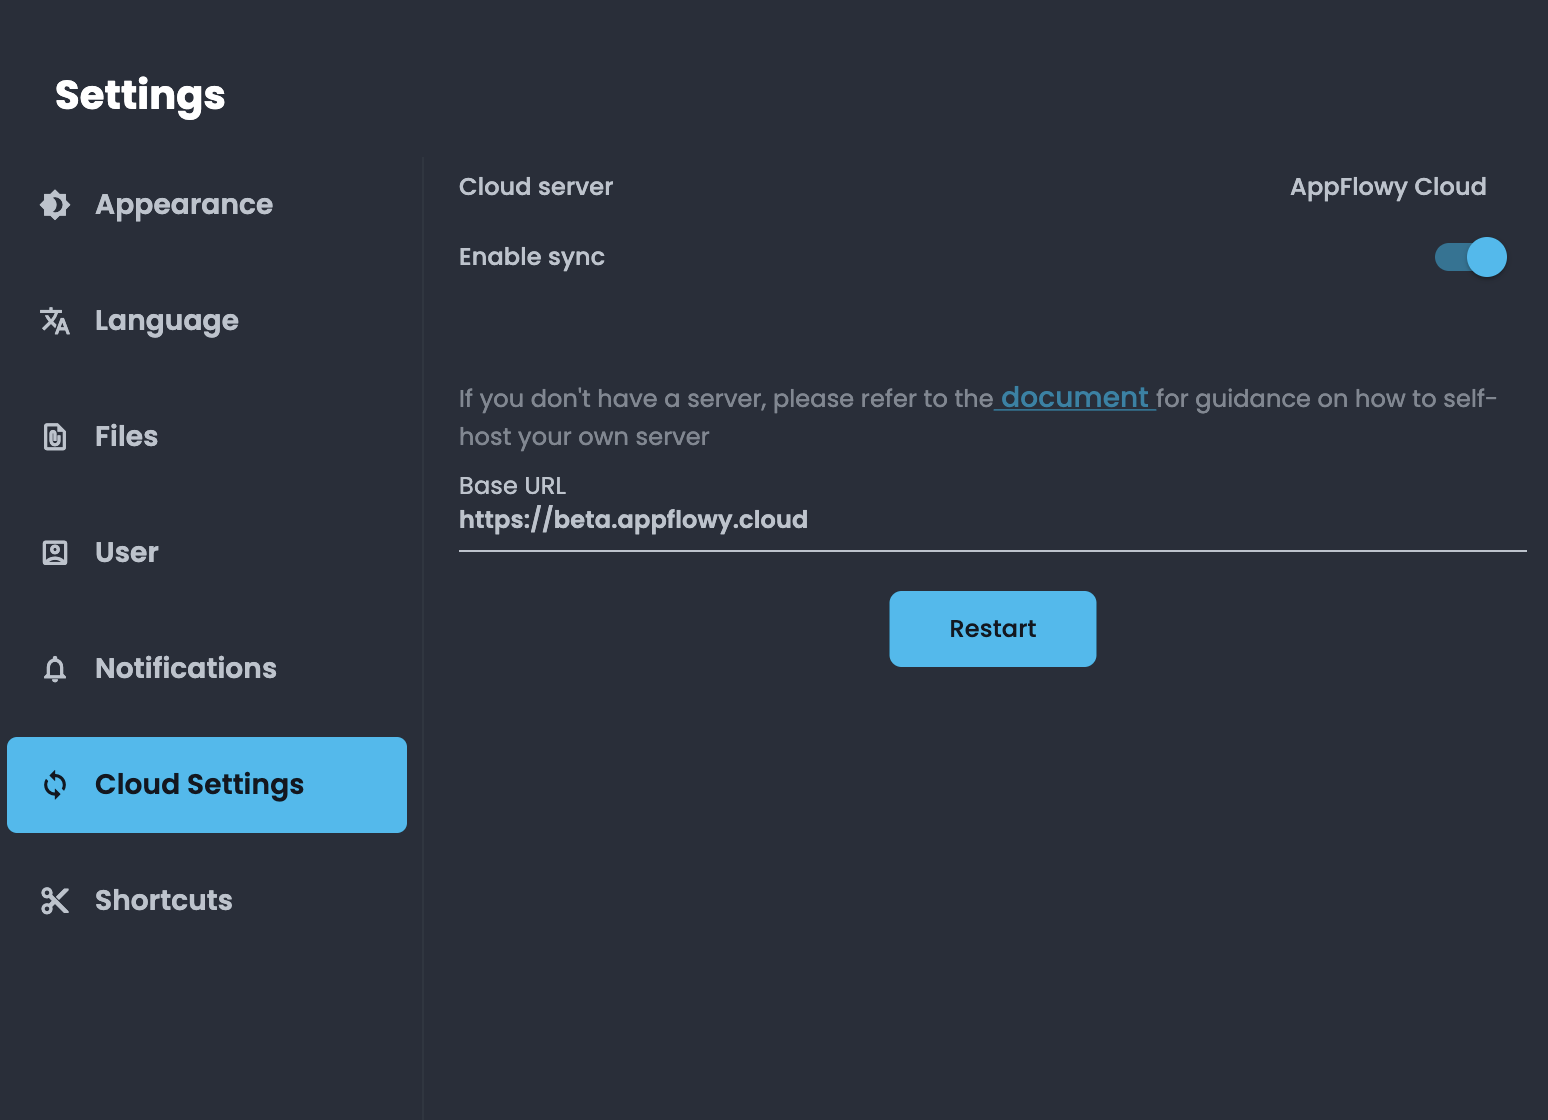 Settings
Appearance
Language
Files
User
Notifications
Cloud Settings
Shortcuts
Cloud server
AppFlowy Cloud
Enable sync
If you don't have a server, please refer to the document for guidance on how to self-
host your own server
Base URL
https://beta.appflowy.cloud
Restart